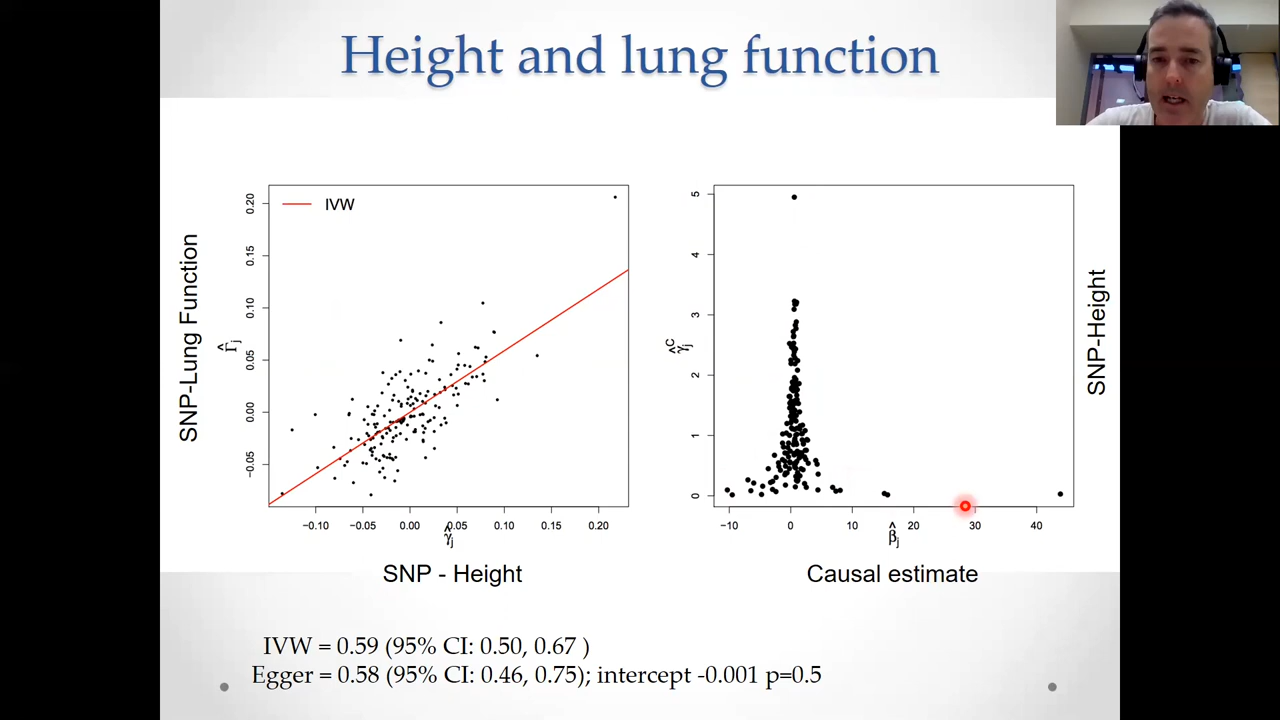 Height and lung function
SNP-Lung Function
Γ̂j
0.20
0.15
0.10
0.05
0.00
−0.05
IVW
−0.10 −0.05 0.00 0.05 0.10 0.15 0.20
γ̂j
SNP - Height
γ̂Cj
5
4
3
2
1
0
−10 0 10 20 30 40
β̂j
Causal estimate
SNP-Height
IVW = 0.59 (95% CI: 0.50, 0.67 )
Egger = 0.58 (95% CI: 0.46, 0.75); intercept -0.001 p=0.5